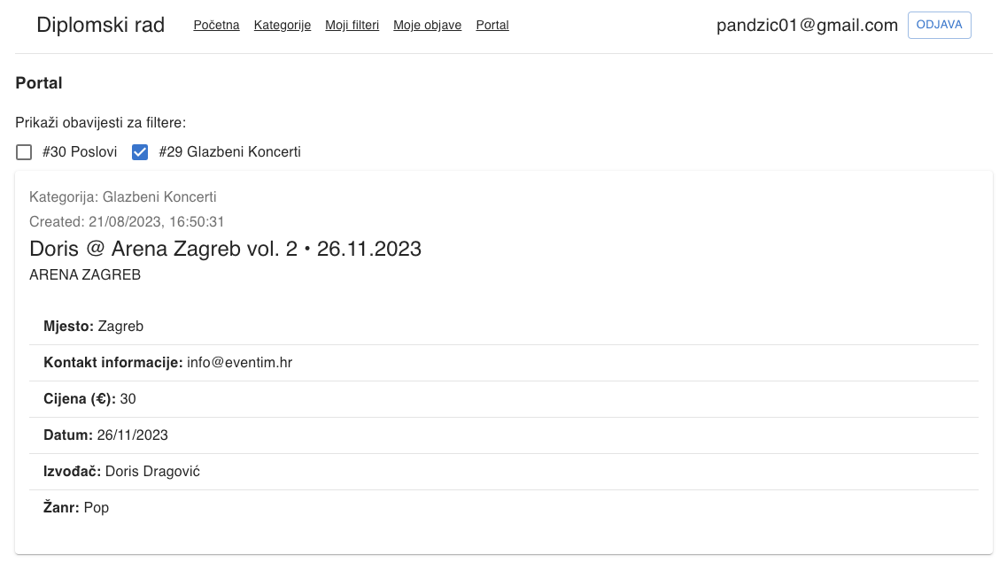 Diplomski rad Početna Kategorije Moji filteri Moje objave Portal pandzic01@gmail.com ODJAVA
Portal
Prikaži obavijesti za filtere:
#30 Poslovi #29 Glazbeni Koncerti
Kategorija: Glazbeni Koncerti
Created: 21/08/2023, 16:50:31
Doris @ Arena Zagreb vol. 2 • 26.11.2023
ARENA ZAGREB
Mjesto: Zagreb
Kontakt informacije: info@eventim.hr
Cijena (€): 30
Datum: 26/11/2023
Izvođač: Doris Dragović
Žanr: Pop